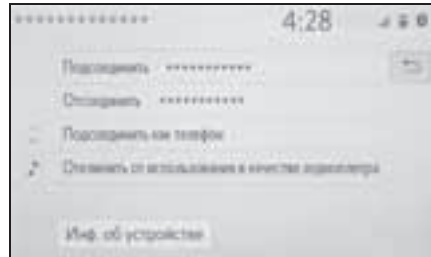 ************** 4:28
Подсоединить ***********
Отсоединить ***********
Подсоединить как телефон
Отключить от использования в качестве аудиоплеера
Инф. об устройстве